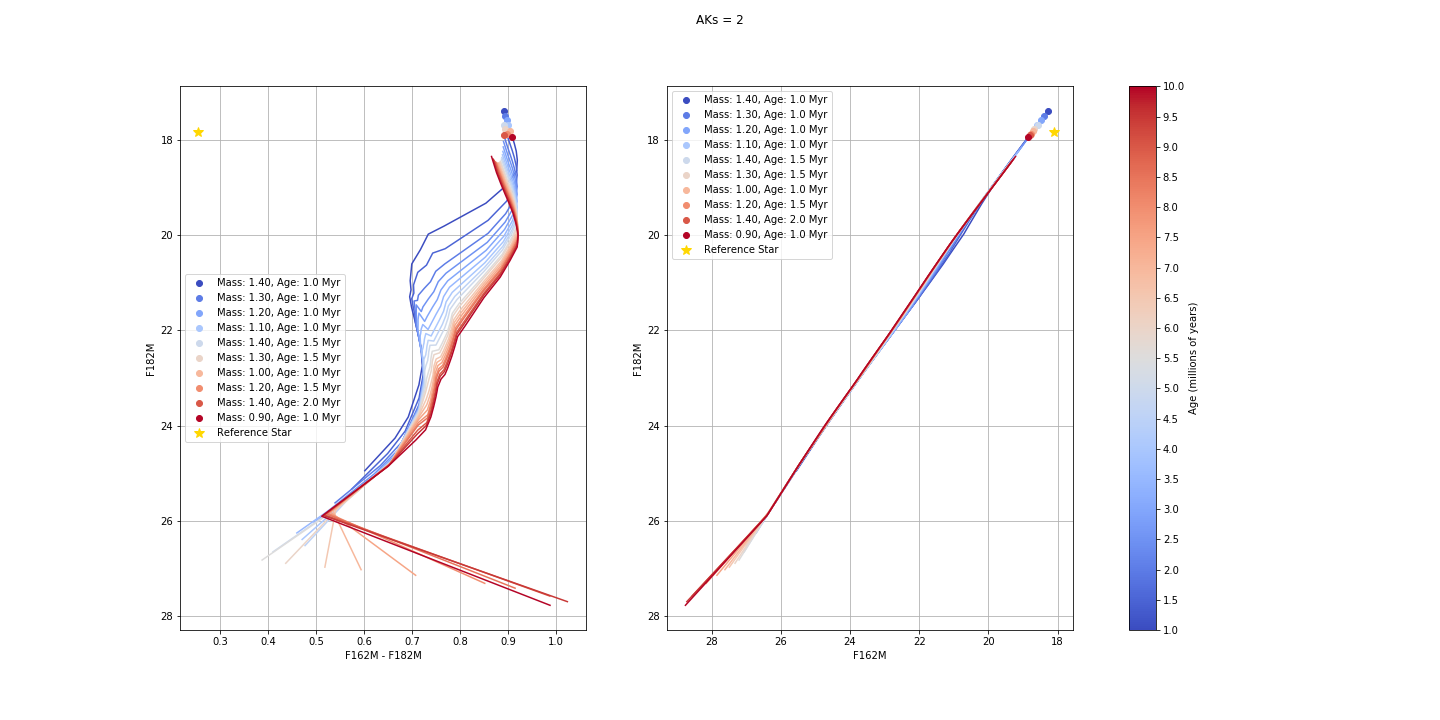 AKs = 2
F182M
18
20
22
24
26
28
Mass: 1.40, Age: 1.0 Myr
Mass: 1.30, Age: 1.0 Myr
Mass: 1.20, Age: 1.0 Myr
Mass: 1.10, Age: 1.0 Myr
Mass: 1.40, Age: 1.5 Myr
Mass: 1.30, Age: 1.5 Myr
Mass: 1.00, Age: 1.0 Myr
Mass: 1.20, Age: 1.5 Myr
Mass: 1.40, Age: 2.0 Myr
Mass: 0.90, Age: 1.0 Myr
Reference Star
0.3 0.4 0.5 0.6 0.7 0.8 0.9 1.0
F162M - F182M
F182M
18
20
22
24
26
28
Mass: 1.40, Age: 1.0 Myr
Mass: 1.30, Age: 1.0 Myr
Mass: 1.20, Age: 1.0 Myr
Mass: 1.10, Age: 1.0 Myr
Mass: 1.40, Age: 1.5 Myr
Mass: 1.30, Age: 1.5 Myr
Mass: 1.00, Age: 1.0 Myr
Mass: 1.20, Age: 1.5 Myr
Mass: 1.40, Age: 2.0 Myr
Mass: 0.90, Age: 1.0 Myr
Reference Star
28 26 24 22 20 18
F162M
10.0
9.5
9.0
8.5
8.0
7.5
7.0
6.5
6.0
5.5
5.0
4.5
4.0
3.5
3.0
2.5
2.0
1.5
1.0
Age (millions of years)